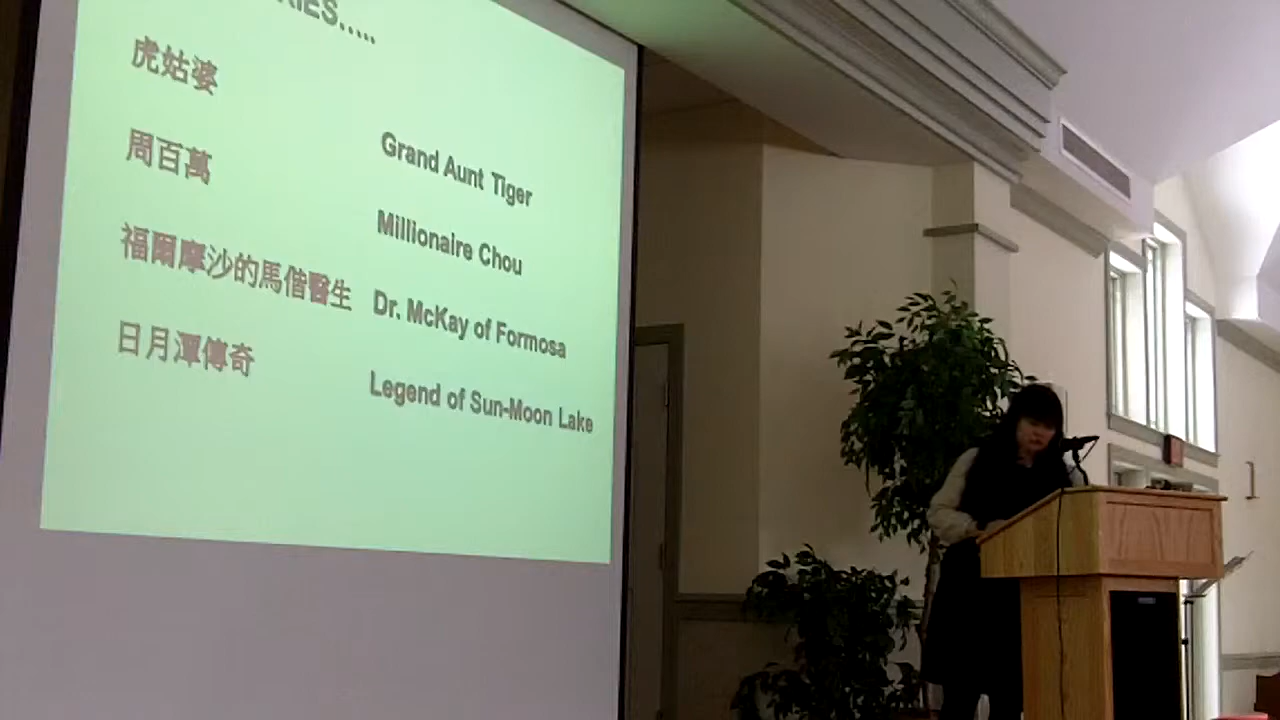 虎姑婆
Grand Aunt Tiger
周百萬
Millionaire Chou
福爾摩沙的馬偕醫生
Dr. McKay of Formosa
日月潭傳奇
Legend of Sun-Moon Lake